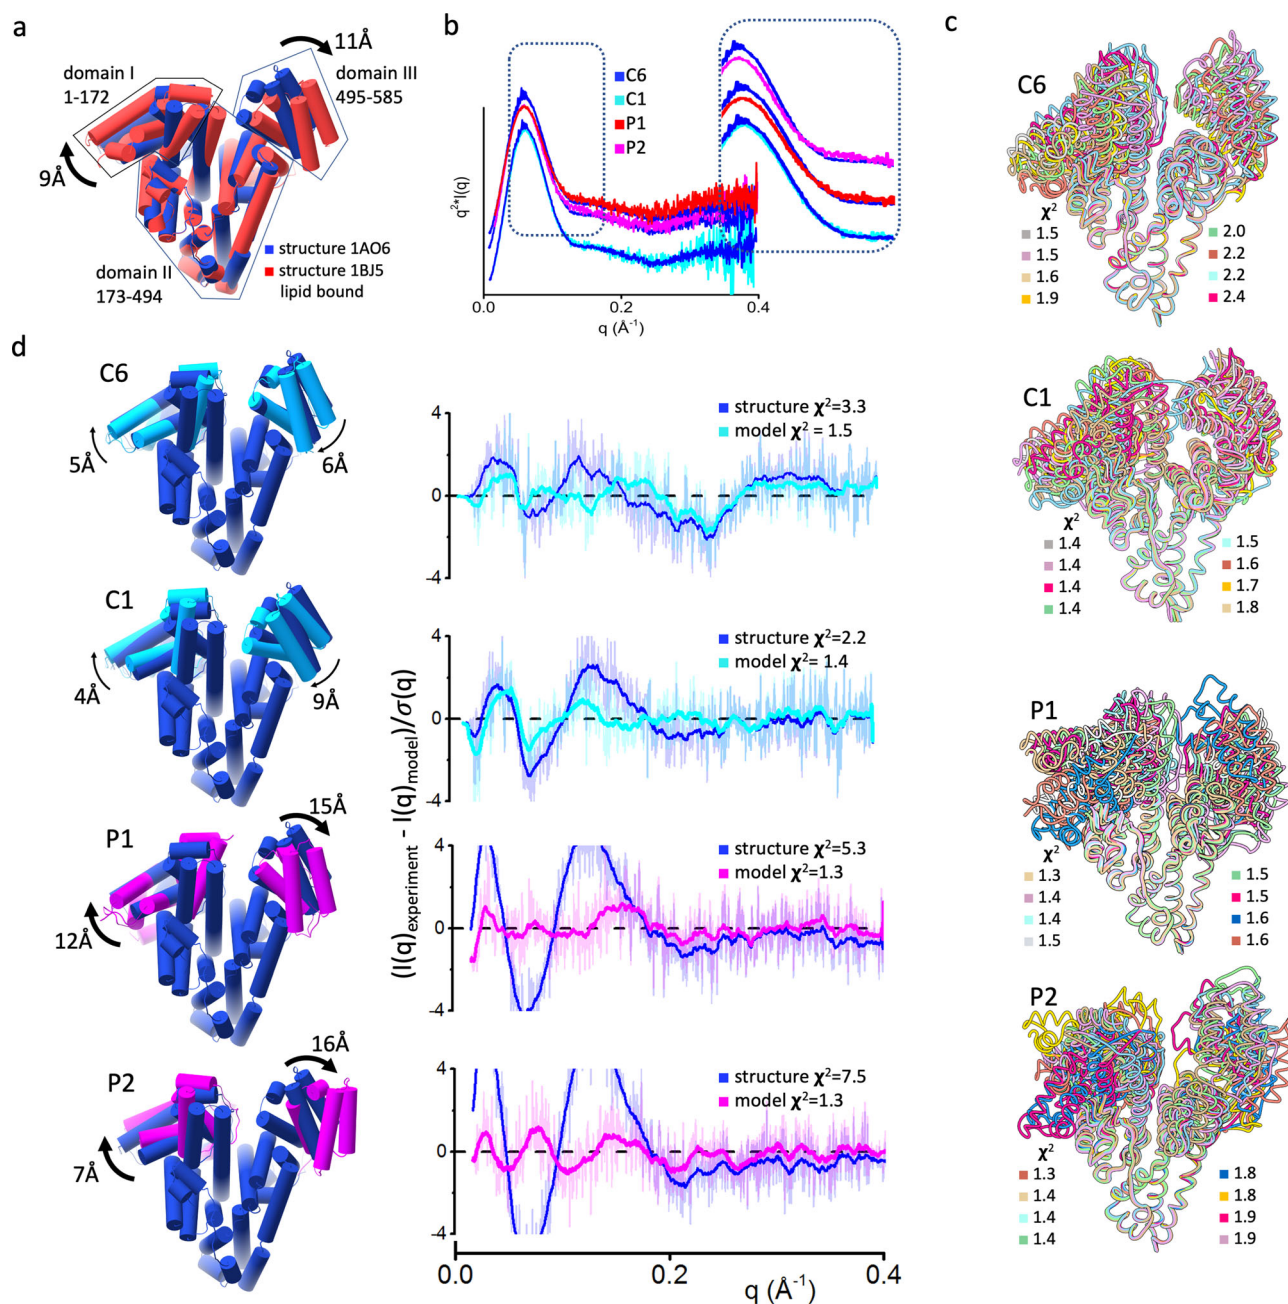 a
11Å
domain I
1-172
domain III
495-585
9Å
domain II
173-494
structure 1AO6
structure 1BJ5
lipid bound
b
C6
C1
P1
P2
q²*I(q)
0.0
0.2
0.4
q (Å⁻¹)
c
C6
χ²
1.5
1.5
1.6
1.9
2.0
2.2
2.2
2.4
C1
χ²
1.4
1.4
1.4
1.4
1.5
1.6
1.7
1.8
P1
χ²
1.3
1.4
1.4
1.5
1.5
1.5
1.6
1.6
P2
χ²
1.3
1.4
1.4
1.4
1.8
1.8
1.9
1.9
d
C6
5Å
6Å
C1
4Å
9Å
P1
12Å
15Å
P2
7Å
16Å
(I(q)experiment - I(q)model)/σ(q)
4
0
-4
structure χ²=3.3
model χ² = 1.5
4
0
-4
structure χ²=2.2
model χ²= 1.4
4
0
-4
structure χ²=5.3
model χ²=1.3
4
0
-4
structure χ²=7.5
model χ²=1.3
0.0
0.2
0.4
q (Å⁻¹)